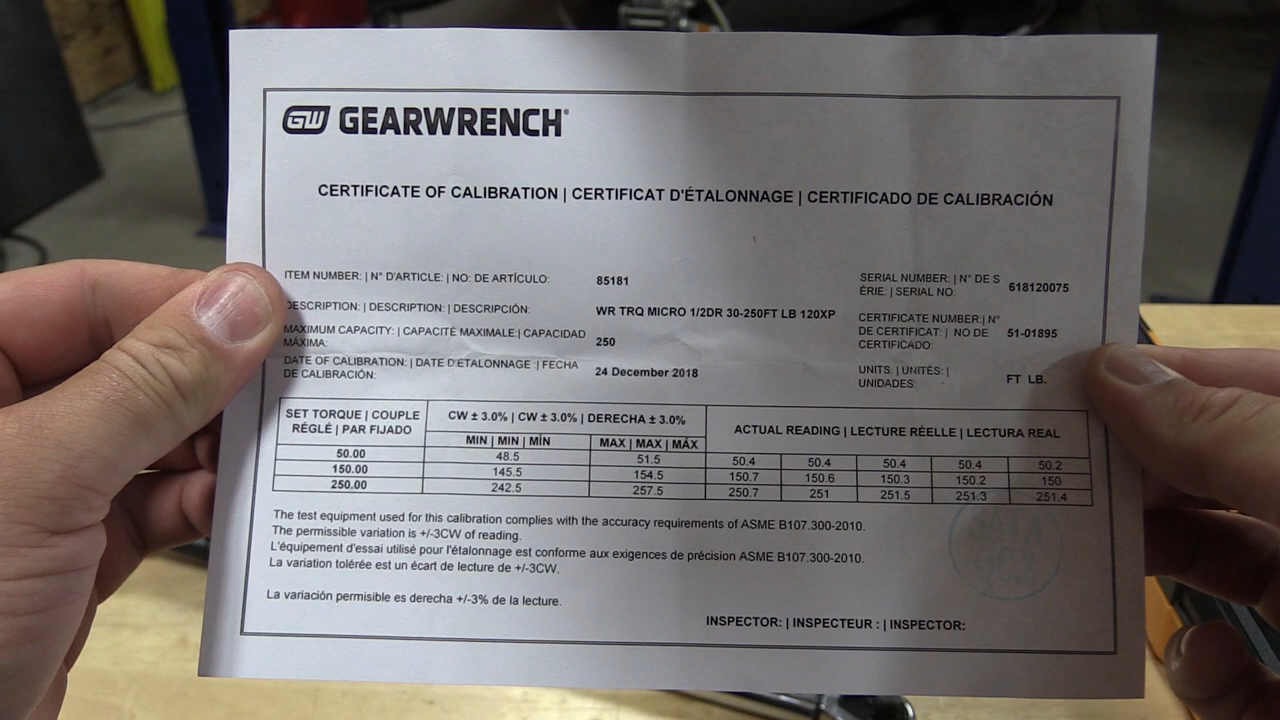 GW GEARWRENCH®
CERTIFICATE OF CALIBRATION | CERTIFICAT D'ÉTALONNAGE | CERTIFICADO DE CALIBRACIÓN
ITEM NUMBER: | N° D'ARTICLE: | NO: DE ARTÍCULO: 85181
DESCRIPTION: | DESCRIPTION: | DESCRIPCIÓN: WR TRQ MICRO 1/2DR 30-250FT LB 120XP
MAXIMUM CAPACITY: | CAPACITÉ MAXIMALE: | CAPACIDAD
MÁXIMA: 250
DATE OF CALIBRATION: | DATE D'ÉTALONNAGE :| FECHA
DE CALIBRACIÓN: 24 December 2018
SERIAL NUMBER: | N° DE S
ÉRIE: | SERIAL NO: 618120075
CERTIFICATE NUMBER:| N°
DE CERTIFICAT: | NO DE 51-01895
CERTIFICADO:
UNITS: | UNITÉS: |
UNIDADES: FT LB.
SET TORQUE | COUPLE
RÉGLÉ | PAR FIJADO
CW ± 3.0% | CW ± 3.0% | DERECHA ± 3.0%
MIN | MIN | MÍN MAX | MAX | MÁX
ACTUAL READING | LECTURE RÉELLE | LECTURA REAL
50.00 48.5 51.5 50.4 50.4 50.4 50.4 50.2
150.00 145.5 154.5 150.7 150.6 150.3 150.2 150
250.00 242.5 257.5 250.7 251 251.5 251.3 251.4
The test equipment used for this calibration complies with the accuracy requirements of ASME B107.300-2010.
The permissible variation is +/-3CW of reading.
L'équipement d'essai utilisé pour l'étalonnage est conforme aux exigences de précision ASME B107.300-2010.
La variation tolérée est un écart de lecture de +/-3CW.
La variación permisible es derecha +/-3% de la lectura.
INSPECTOR: | INSPECTEUR : | INSPECTOR: